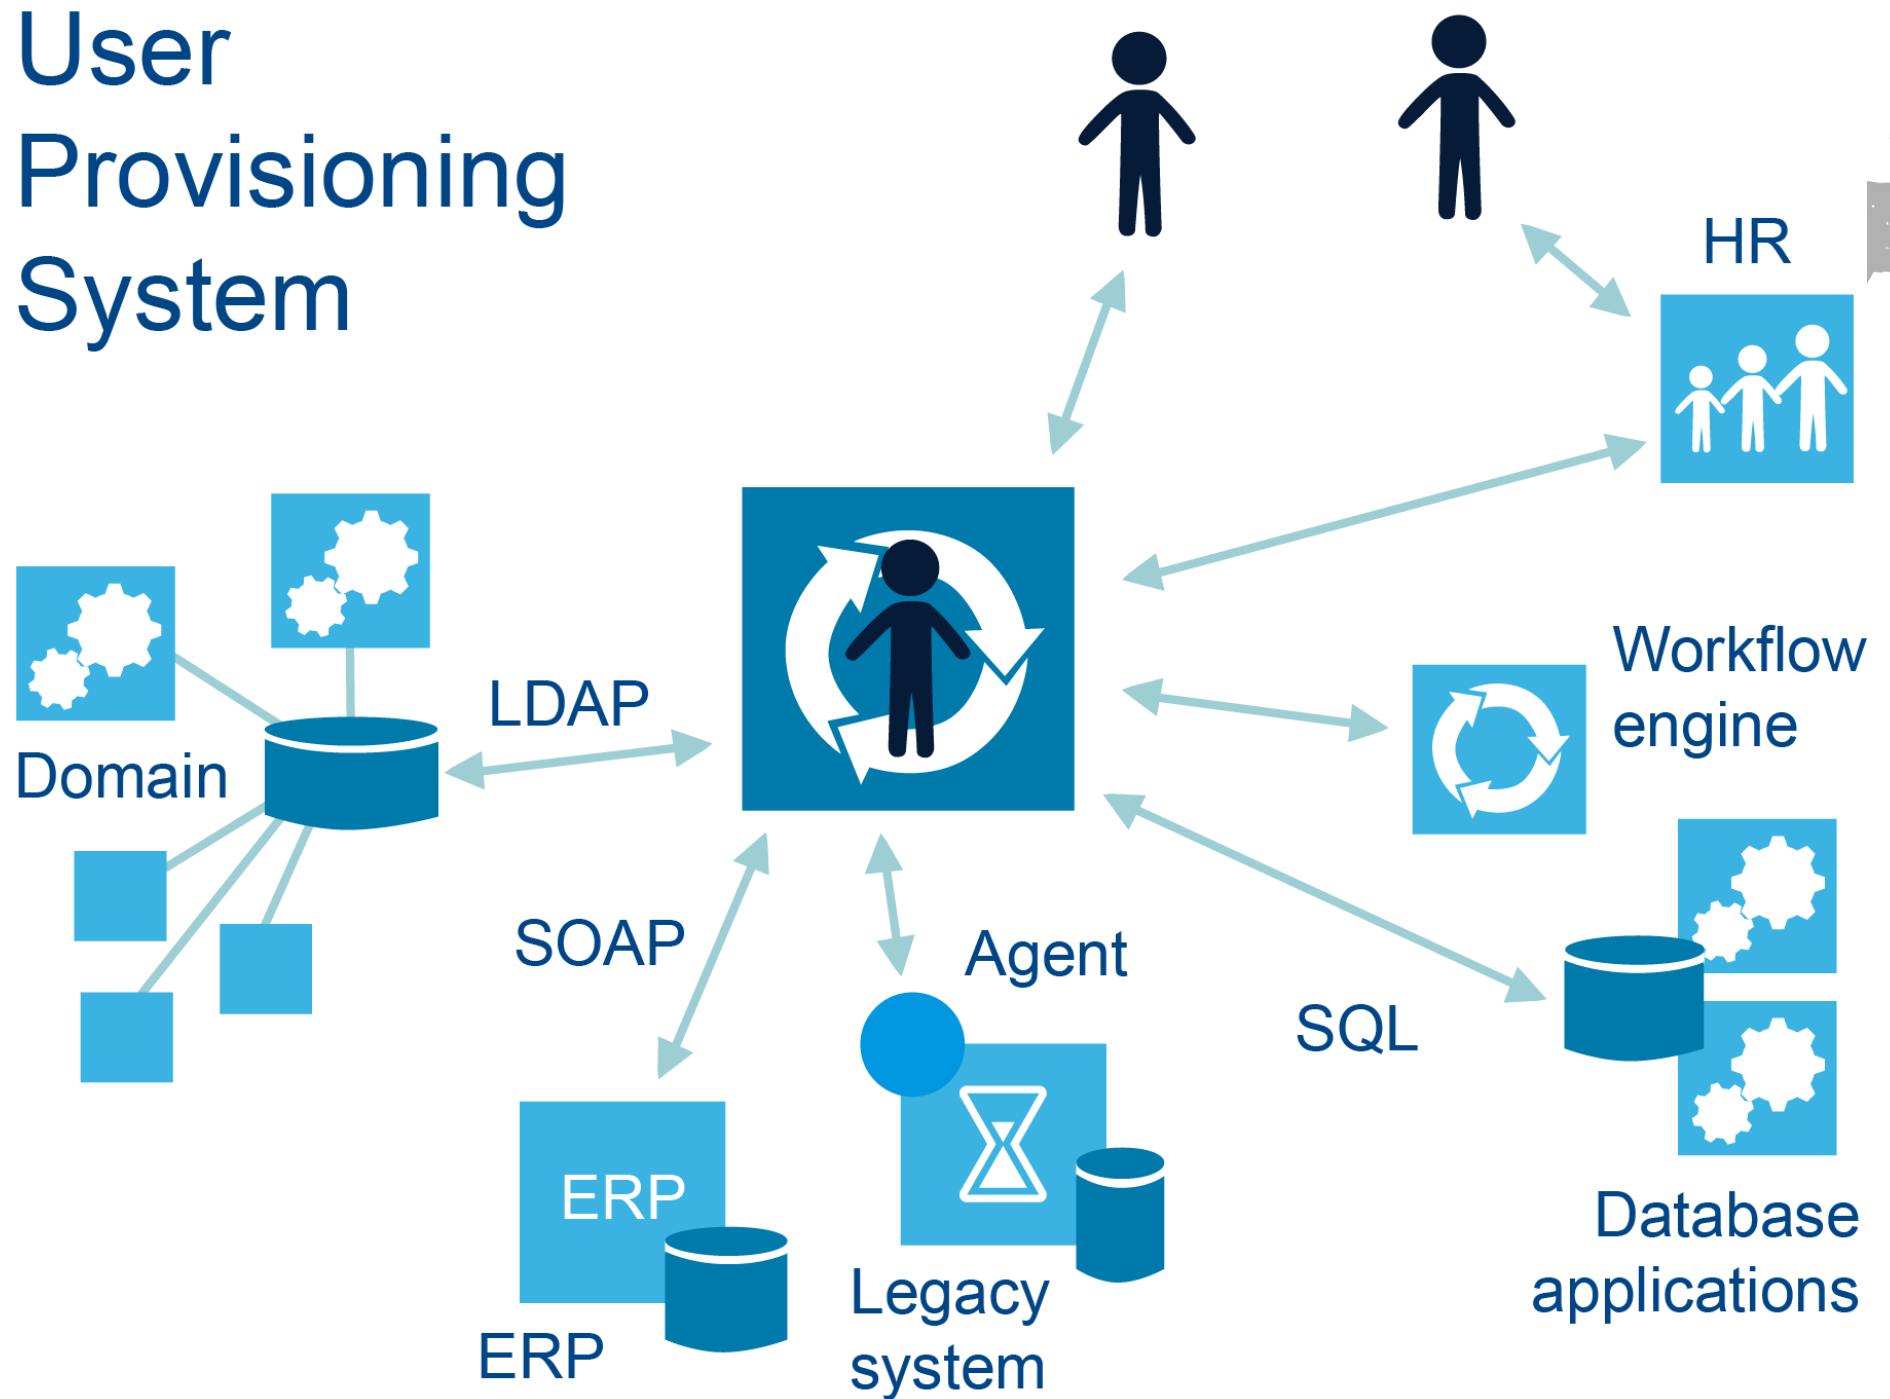 User
Provisioning
System
HR
Workflow
engine
LDAP
Domain
SOAP
Agent
SQL
ERP
Database
applications
Legacy
system
ERP